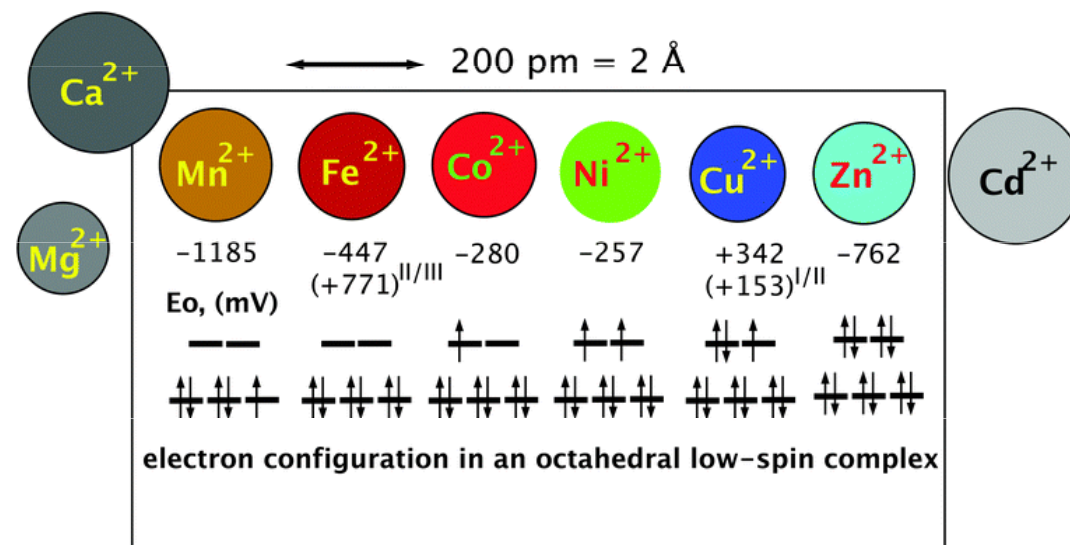 Ca2+
200 pm = 2 Å
Mn2+ Fe2+ Co2+ Ni2+ Cu2+ Zn2+ Cd2+
Mg2+
−1185 −447 −280 −257 +342 −762
(+771)II/III (+153)I/II
Eo, (mV)
electron configuration in an octahedral low−spin complex